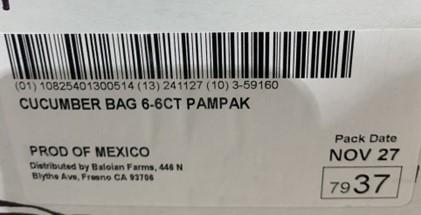 (01) 10825401300514 (13) 241127 (10) 3-59160
CUCUMBER BAG 6-6CT PAMPAK
PROD OF MEXICO
Distributed by Baloian Farms, 446 N
Blythe Ave, Fresno CA 93706
Pack Date
NOV 27
7937